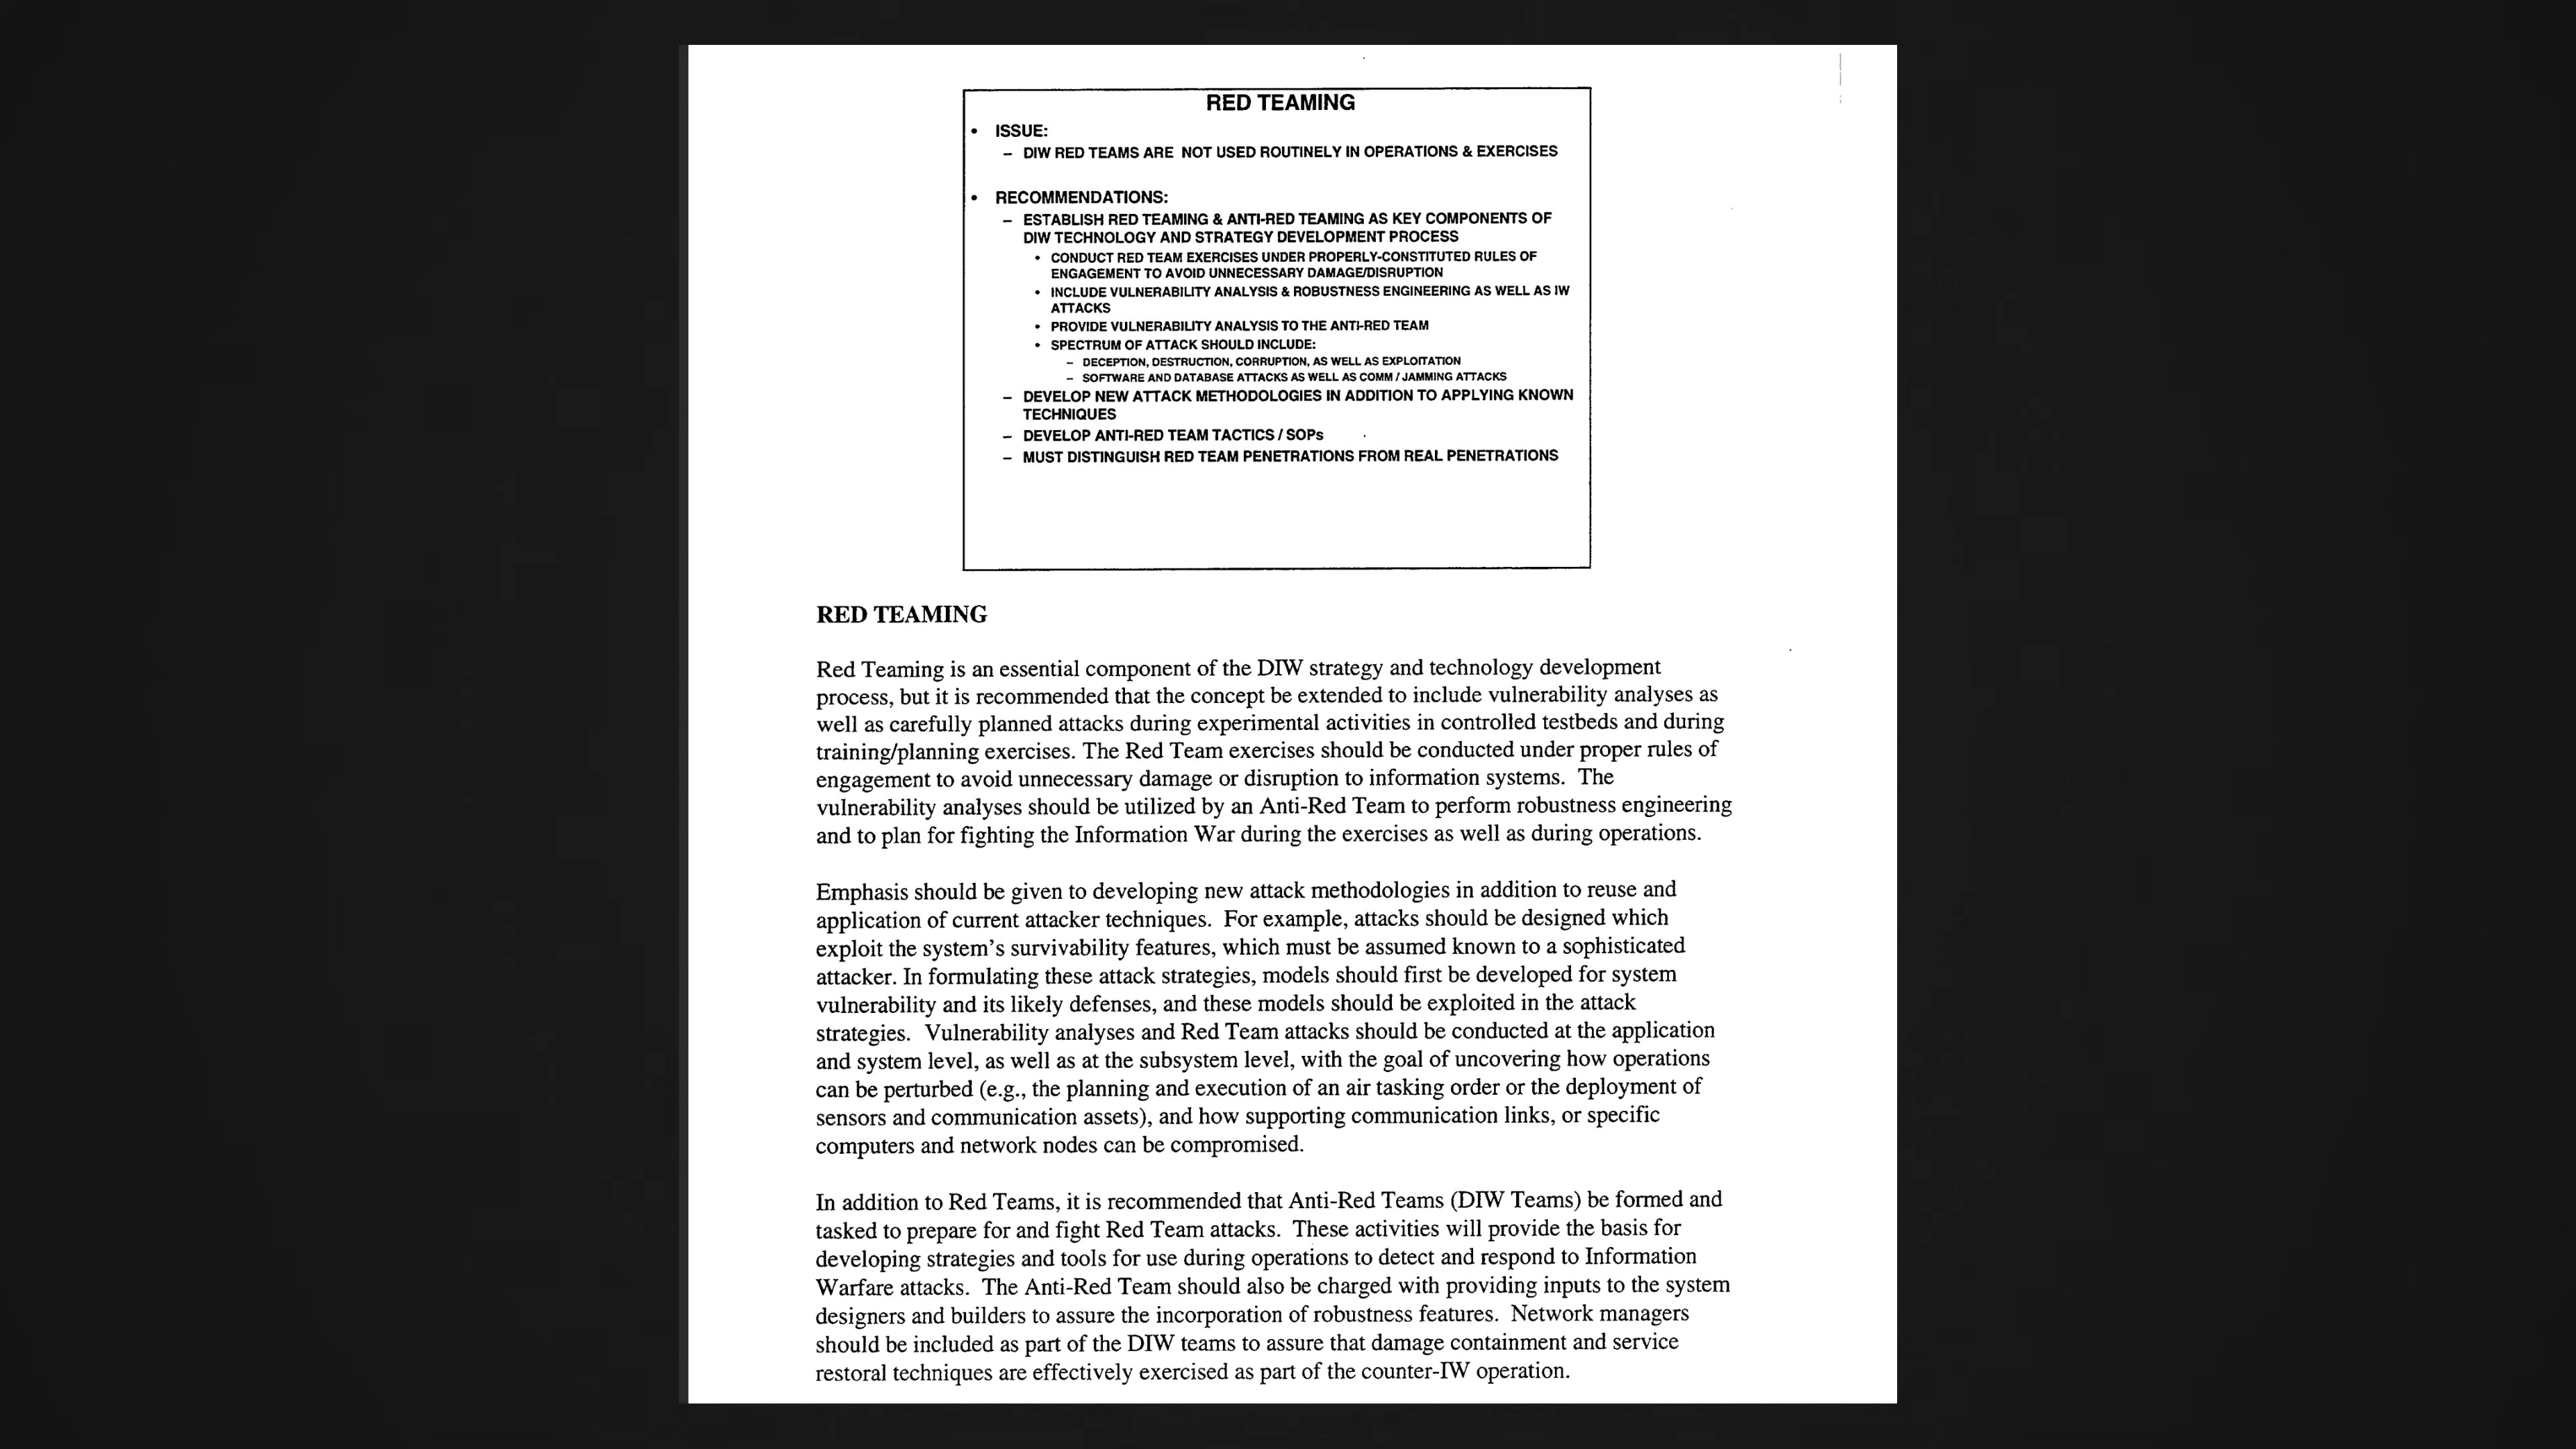 RED TEAMING
• ISSUE:
– DIW RED TEAMS ARE NOT USED ROUTINELY IN OPERATIONS & EXERCISES
• RECOMMENDATIONS:
– ESTABLISH RED TEAMING & ANTI-RED TEAMING AS KEY COMPONENTS OF
DIW TECHNOLOGY AND STRATEGY DEVELOPMENT PROCESS
• CONDUCT RED TEAM EXERCISES UNDER PROPERLY-CONSTITUTED RULES OF
ENGAGEMENT TO AVOID UNNECESSARY DAMAGE/DISRUPTION
• INCLUDE VULNERABILITY ANALYSIS & ROBUSTNESS ENGINEERING AS WELL AS IW
ATTACKS
• PROVIDE VULNERABILITY ANALYSIS TO THE ANTI-RED TEAM
• SPECTRUM OF ATTACK SHOULD INCLUDE:
– DECEPTION, DESTRUCTION, CORRUPTION, AS WELL AS EXPLOITATION
– SOFTWARE AND DATABASE ATTACKS AS WELL AS COMM / JAMMING ATTACKS
– DEVELOP NEW ATTACK METHODOLOGIES IN ADDITION TO APPLYING KNOWN
TECHNIQUES
– DEVELOP ANTI-RED TEAM TACTICS / SOPs
– MUST DISTINGUISH RED TEAM PENETRATIONS FROM REAL PENETRATIONS
RED TEAMING
Red Teaming is an essential component of the DIW strategy and technology development
process, but it is recommended that the concept be extended to include vulnerability analyses as
well as carefully planned attacks during experimental activities in controlled testbeds and during
training/planning exercises. The Red Team exercises should be conducted under proper rules of
engagement to avoid unnecessary damage or disruption to information systems. The
vulnerability analyses should be utilized by an Anti-Red Team to perform robustness engineering
and to plan for fighting the Information War during the exercises as well as during operations.
Emphasis should be given to developing new attack methodologies in addition to reuse and
application of current attacker techniques. For example, attacks should be designed which
exploit the system's survivability features, which must be assumed known to a sophisticated
attacker. In formulating these attack strategies, models should first be developed for system
vulnerability and its likely defenses, and these models should be exploited in the attack
strategies. Vulnerability analyses and Red Team attacks should be conducted at the application
and system level, as well as at the subsystem level, with the goal of uncovering how operations
can be perturbed (e.g., the planning and execution of an air tasking order or the deployment of
sensors and communication assets), and how supporting communication links, or specific
computers and network nodes can be compromised.
In addition to Red Teams, it is recommended that Anti-Red Teams (DIW Teams) be formed and
tasked to prepare for and fight Red Team attacks. These activities will provide the basis for
developing strategies and tools for use during operations to detect and respond to Information
Warfare attacks. The Anti-Red Team should also be charged with providing inputs to the system
designers and builders to assure the incorporation of robustness features. Network managers
should be included as part of the DIW teams to assure that damage containment and service
restoral techniques are effectively exercised as part of the counter-IW operation.